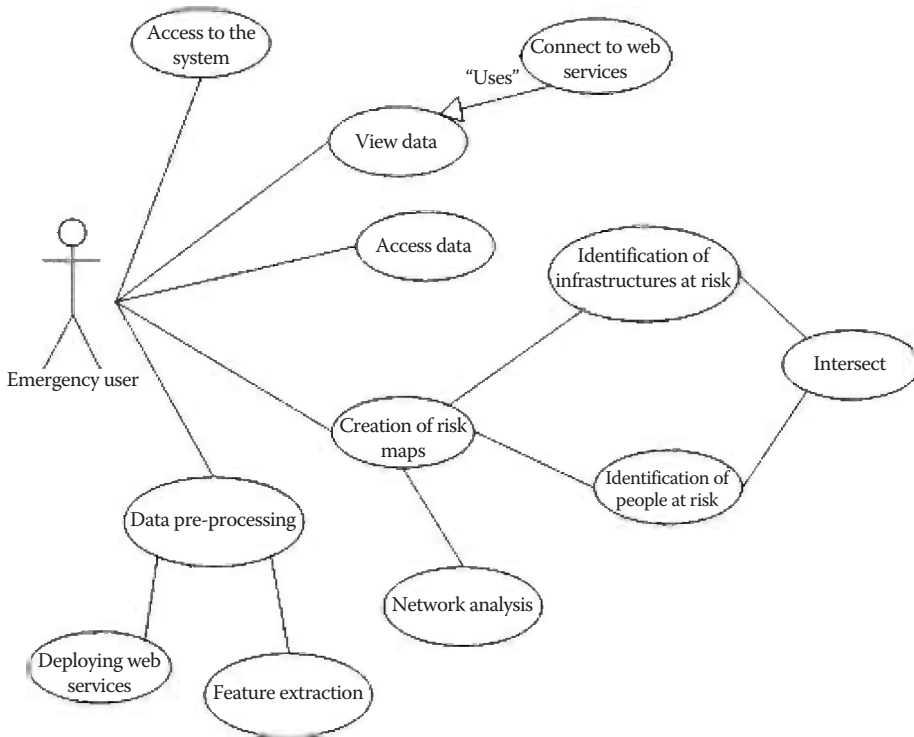 Access to the
system
Connect to web
services
“Uses”
View data
Access data
Identification of
infrastructures at risk
Intersect
Emergency user
Creation of risk
maps
Identification of
people at risk
Data pre-processing
Network analysis
Deploying web
services
Feature extraction